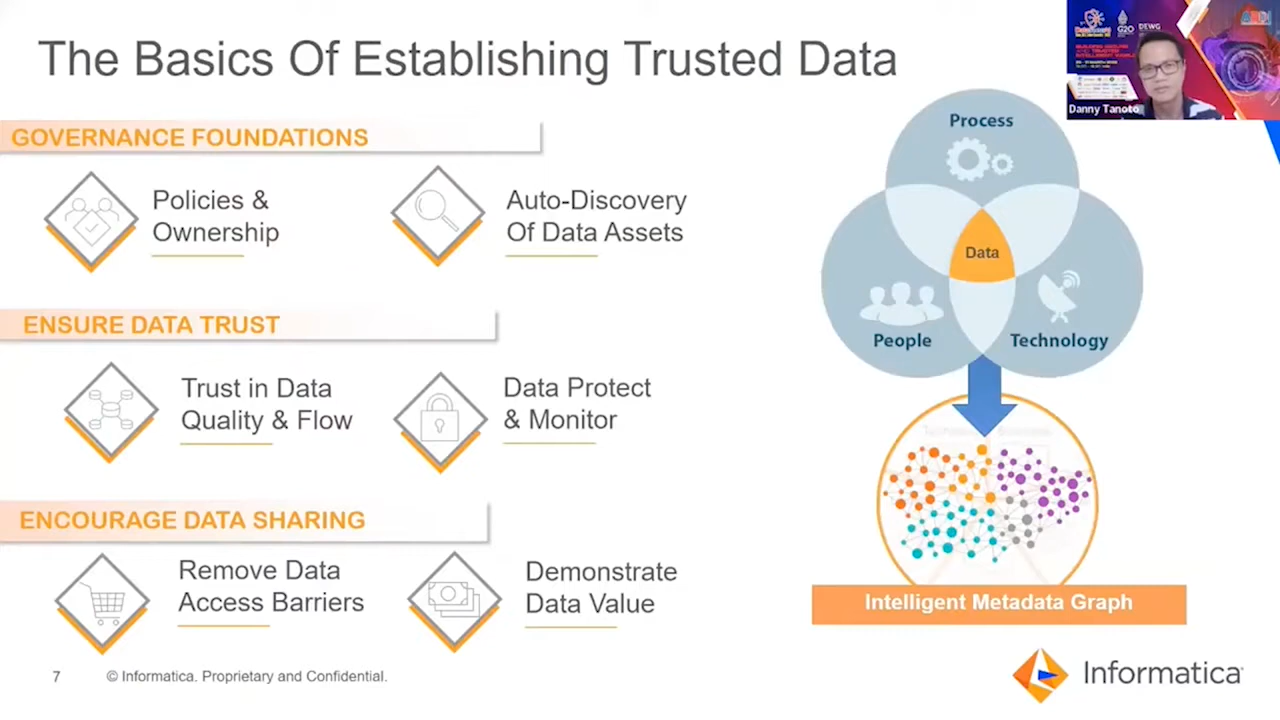 The Basics Of Establishing Trusted Data
GOVERNANCE FOUNDATIONS
Policies &
Ownership
Auto-Discovery
Of Data Assets
ENSURE DATA TRUST
Trust in Data
Quality & Flow
Data Protect
& Monitor
ENCOURAGE DATA SHARING
Remove Data
Access Barriers
Demonstrate
Data Value
Process
Data
People
Technology
Intelligent Metadata Graph
7
© Informatica. Proprietary and Confidential.
Informatica
G20
DEWG
Danny Tanoto